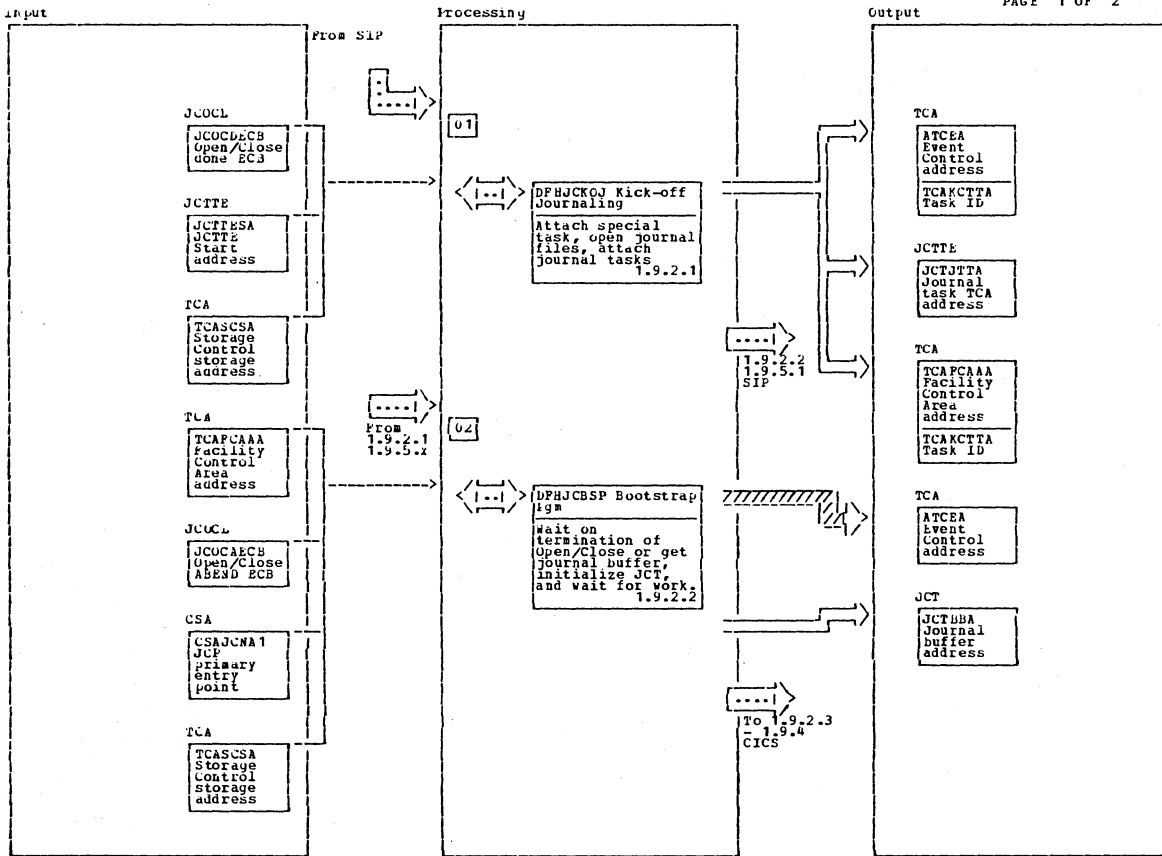 PAGE 1 OF 2
Input
Processing
Output
From SIP
JCOCL
JCOCDECB
Open/Close
done ECB
JCTTE
JCTTESA
JCTTE
Start
address
TCA
TCASCSA
Storage
Control
storage
address
TCA
TCAFCAAA
Facility
Control
Area
address
JCOCL
JCOCAECB
Open/Close
ABEND ECB
CSA
CSAJCNA1
JCP
primary
entry
point
TCA
TCASCSA
Storage
Control
storage
address
01
DFHJCKOJ Kick-off
Journaling
Attach special
task, open journal
files, attach
journal tasks
1.9.2.1
1.9.2.2
1.9.5.1
SIP
From
1.9.2.1
1.9.5.X
02
DFHJCBSP Bootstrap
Pgm
Wait on
termination of
Open/Close or get
journal buffer,
initialize JCT,
and wait for work.
1.9.2.2
To 1.9.2.3
- 1.9.4
CICS
TCA
ATCEA
Event
Control
address
TCAKCTTA
Task ID
JCTTE
JCTJTTA
Journal
task TCA
address
TCA
TCAFCAAA
Facility
Control
Area
address
TCAKCTTA
Task ID
TCA
ATCEA
Event
Control
address
JCT
JCTBBA
Journal
buffer
address